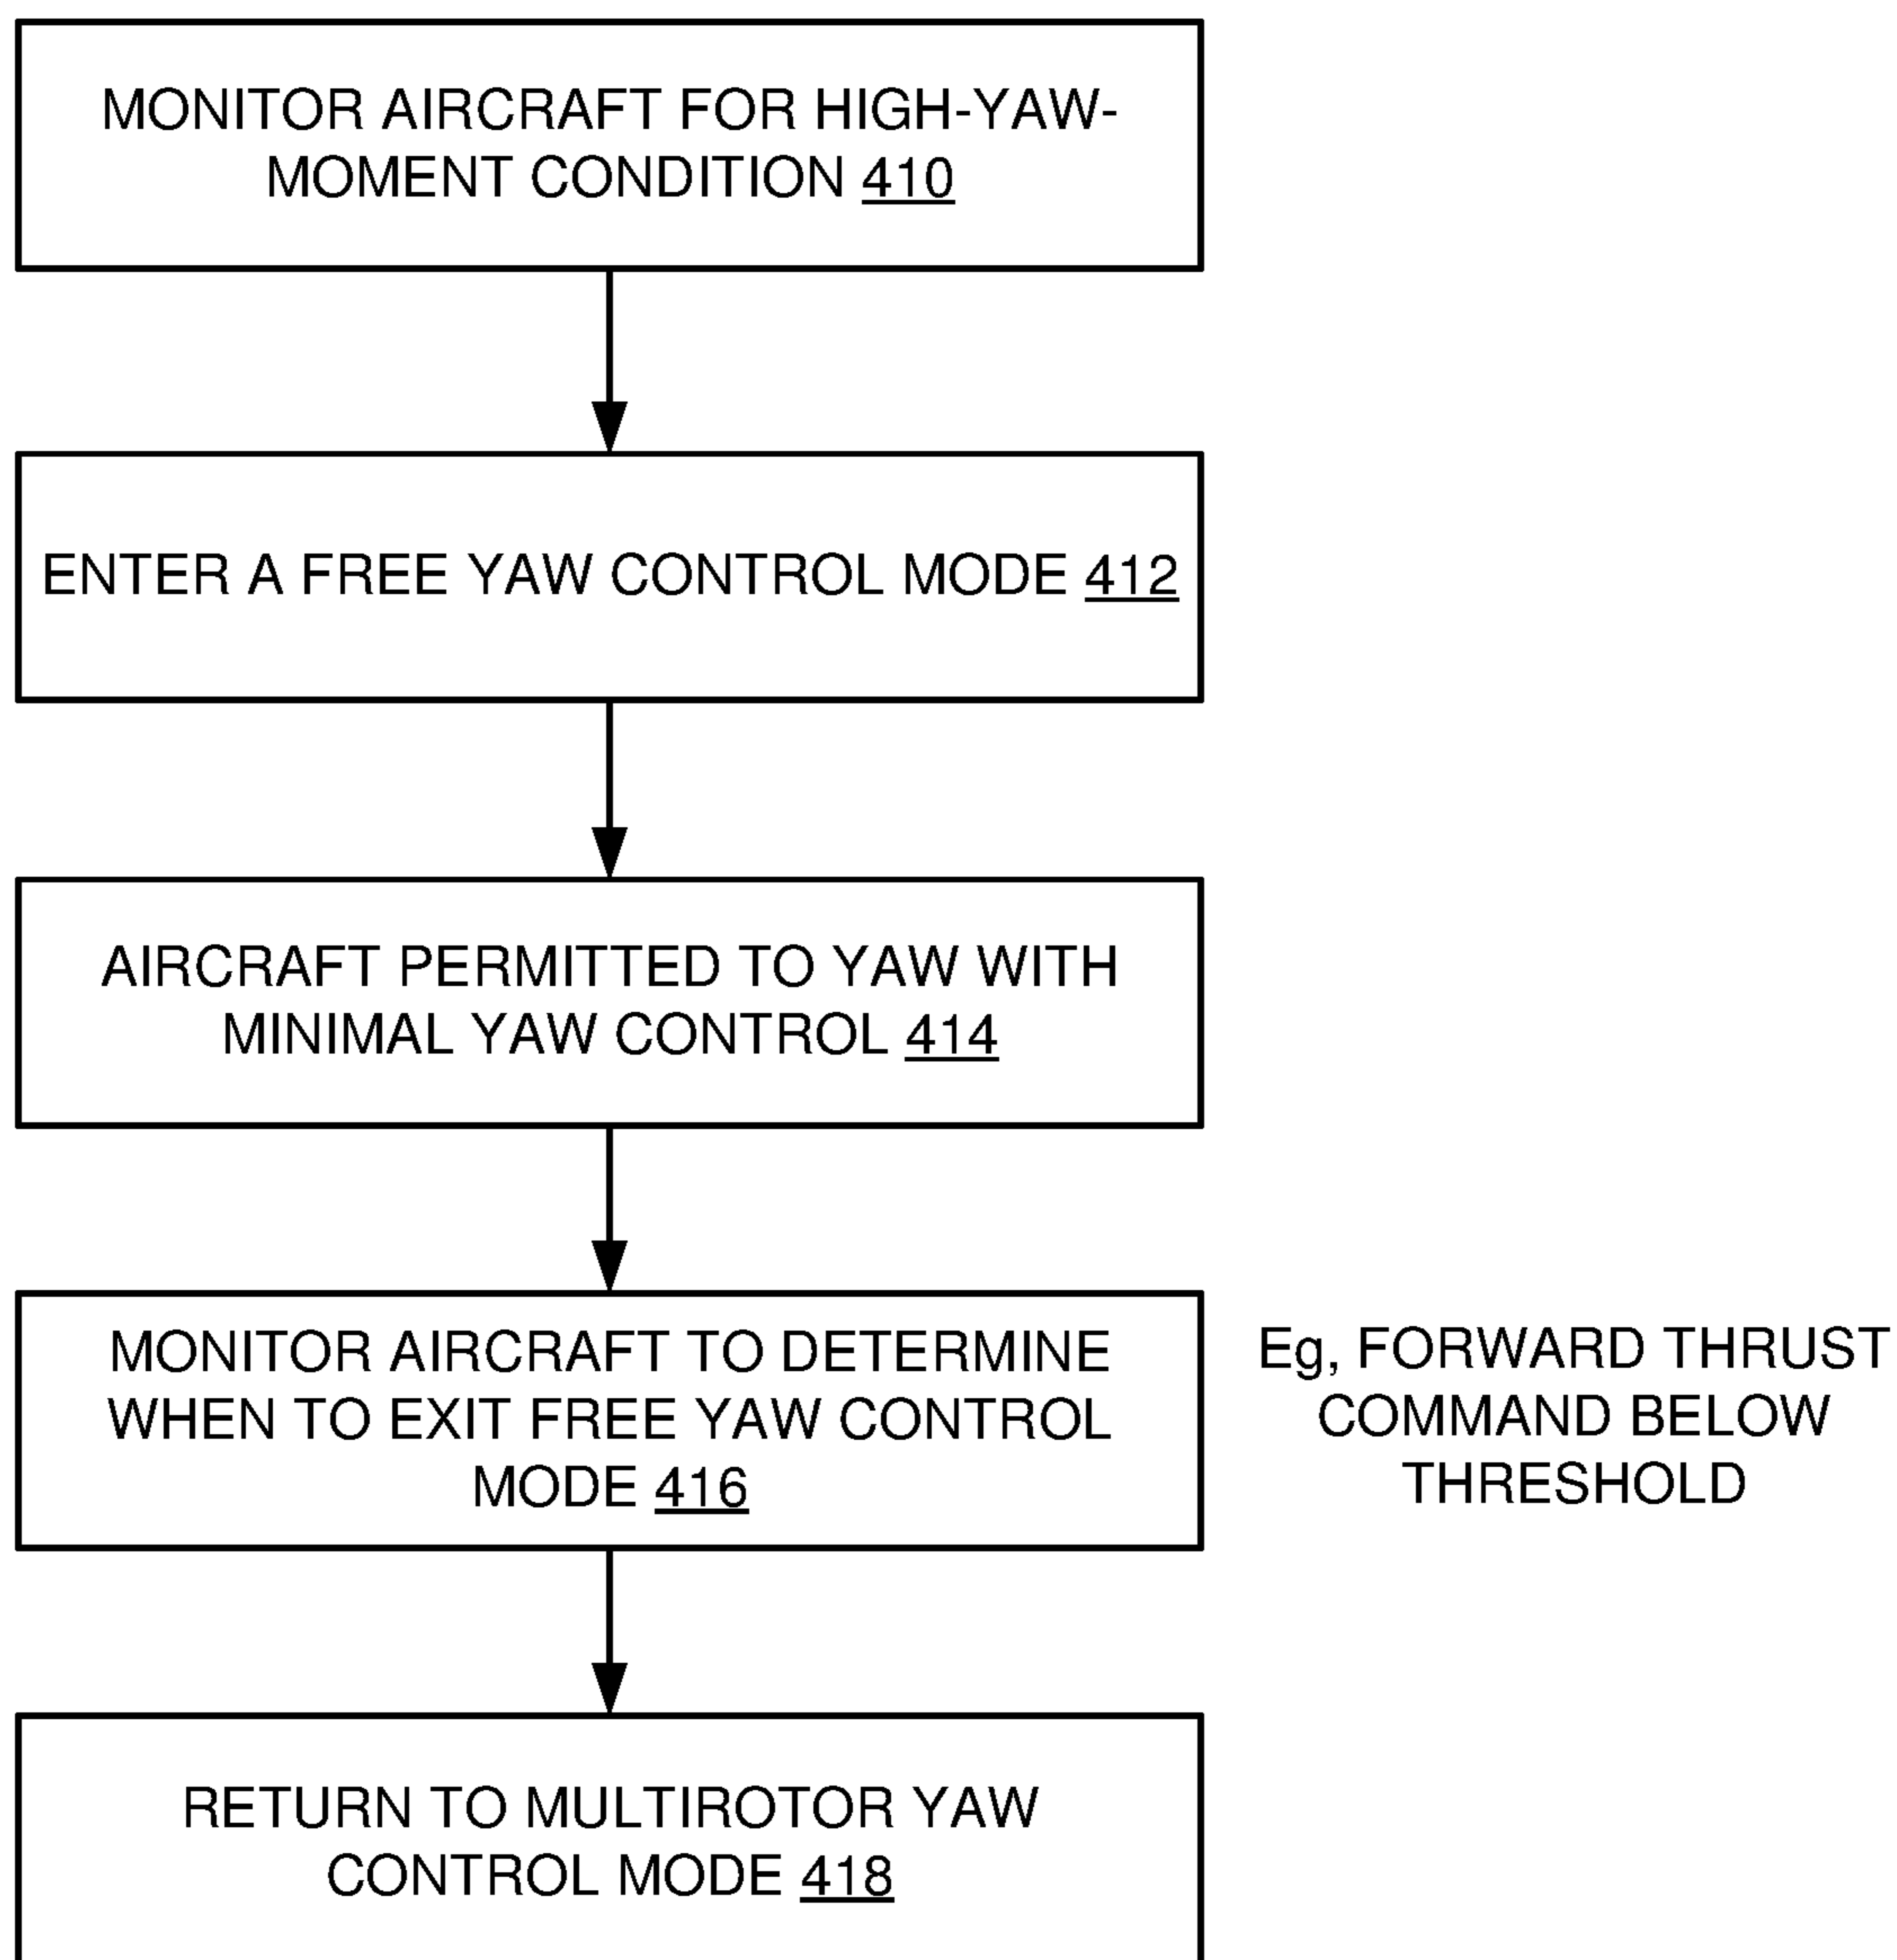 MONITOR AIRCRAFT FOR HIGH-YAW-
MOMENT CONDITION 410
ENTER A FREE YAW CONTROL MODE 412
AIRCRAFT PERMITTED TO YAW WITH
MINIMAL YAW CONTROL 414
MONITOR AIRCRAFT TO DETERMINE
WHEN TO EXIT FREE YAW CONTROL
MODE 416
Eg, FORWARD THRUST
COMMAND BELOW
THRESHOLD
RETURN TO MULTIROTOR YAW
CONTROL MODE 418